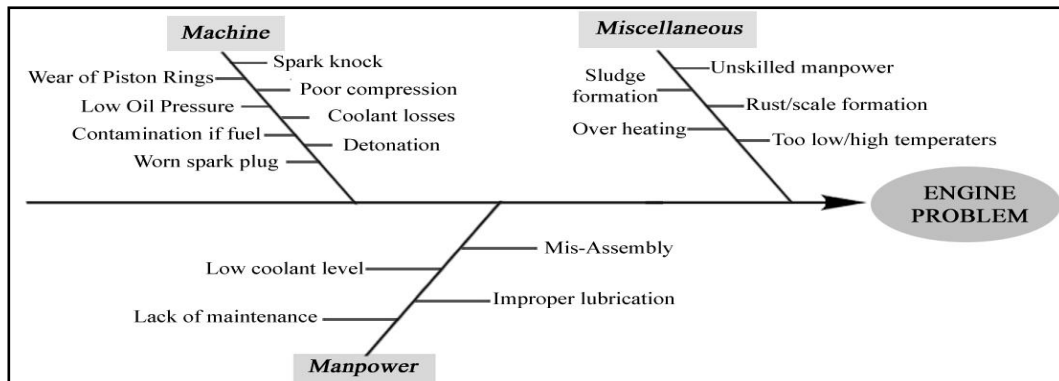 Machine
Spark knock
Wear of Piston Rings
Poor compression
Low Oil Pressure
Coolant losses
Contamination if fuel
Detonation
Worn spark plug
Miscellaneous
Unskilled manpower
Sludge
formation
Rust/scale formation
Over heating
Too low/high temperaters
ENGINE
PROBLEM
Mis-Assembly
Low coolant level
Improper lubrication
Lack of maintenance
Manpower